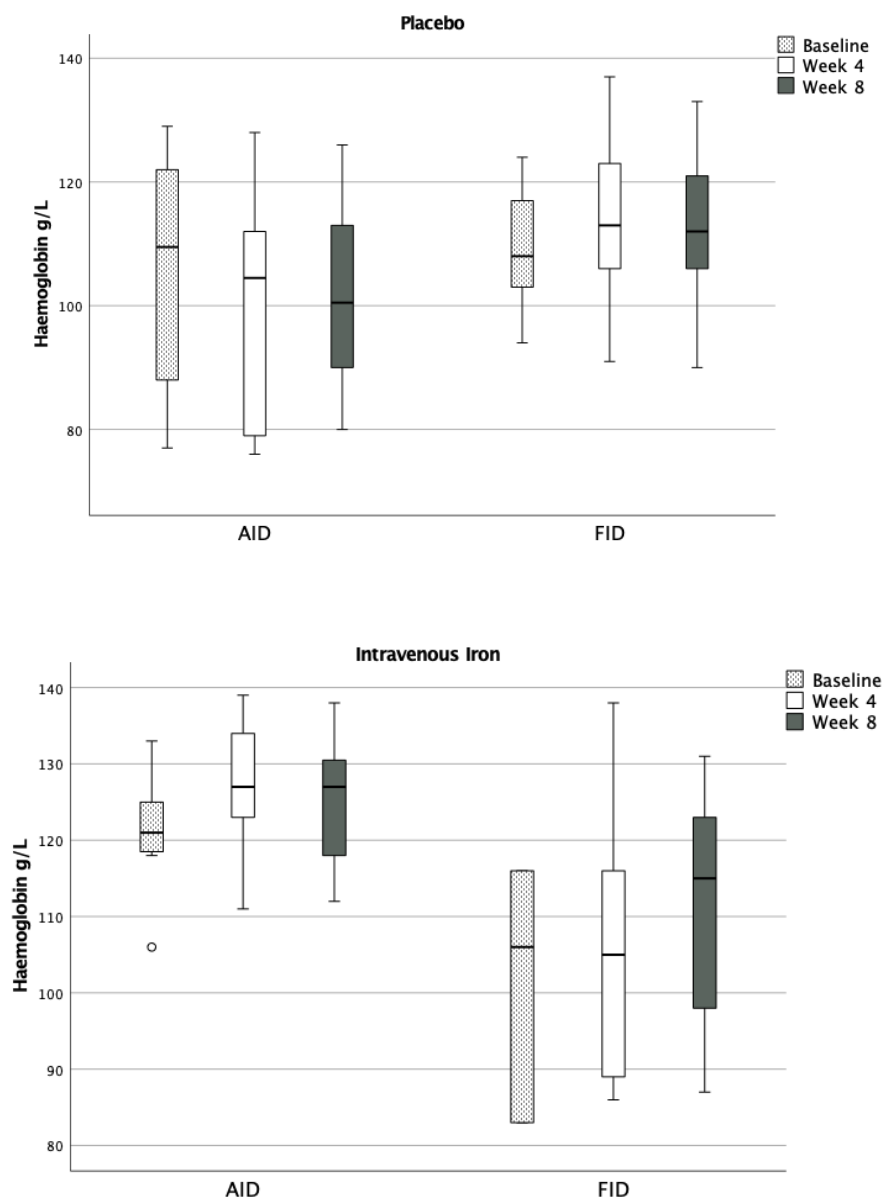 Placebo
Baseline
Week 4
Week 8
Haemoglobin g/L
140
120
100
80
AID FID
Intravenous Iron
Baseline
Week 4
Week 8
Haemoglobin g/L
140
130
120
110
100
90
80
AID FID